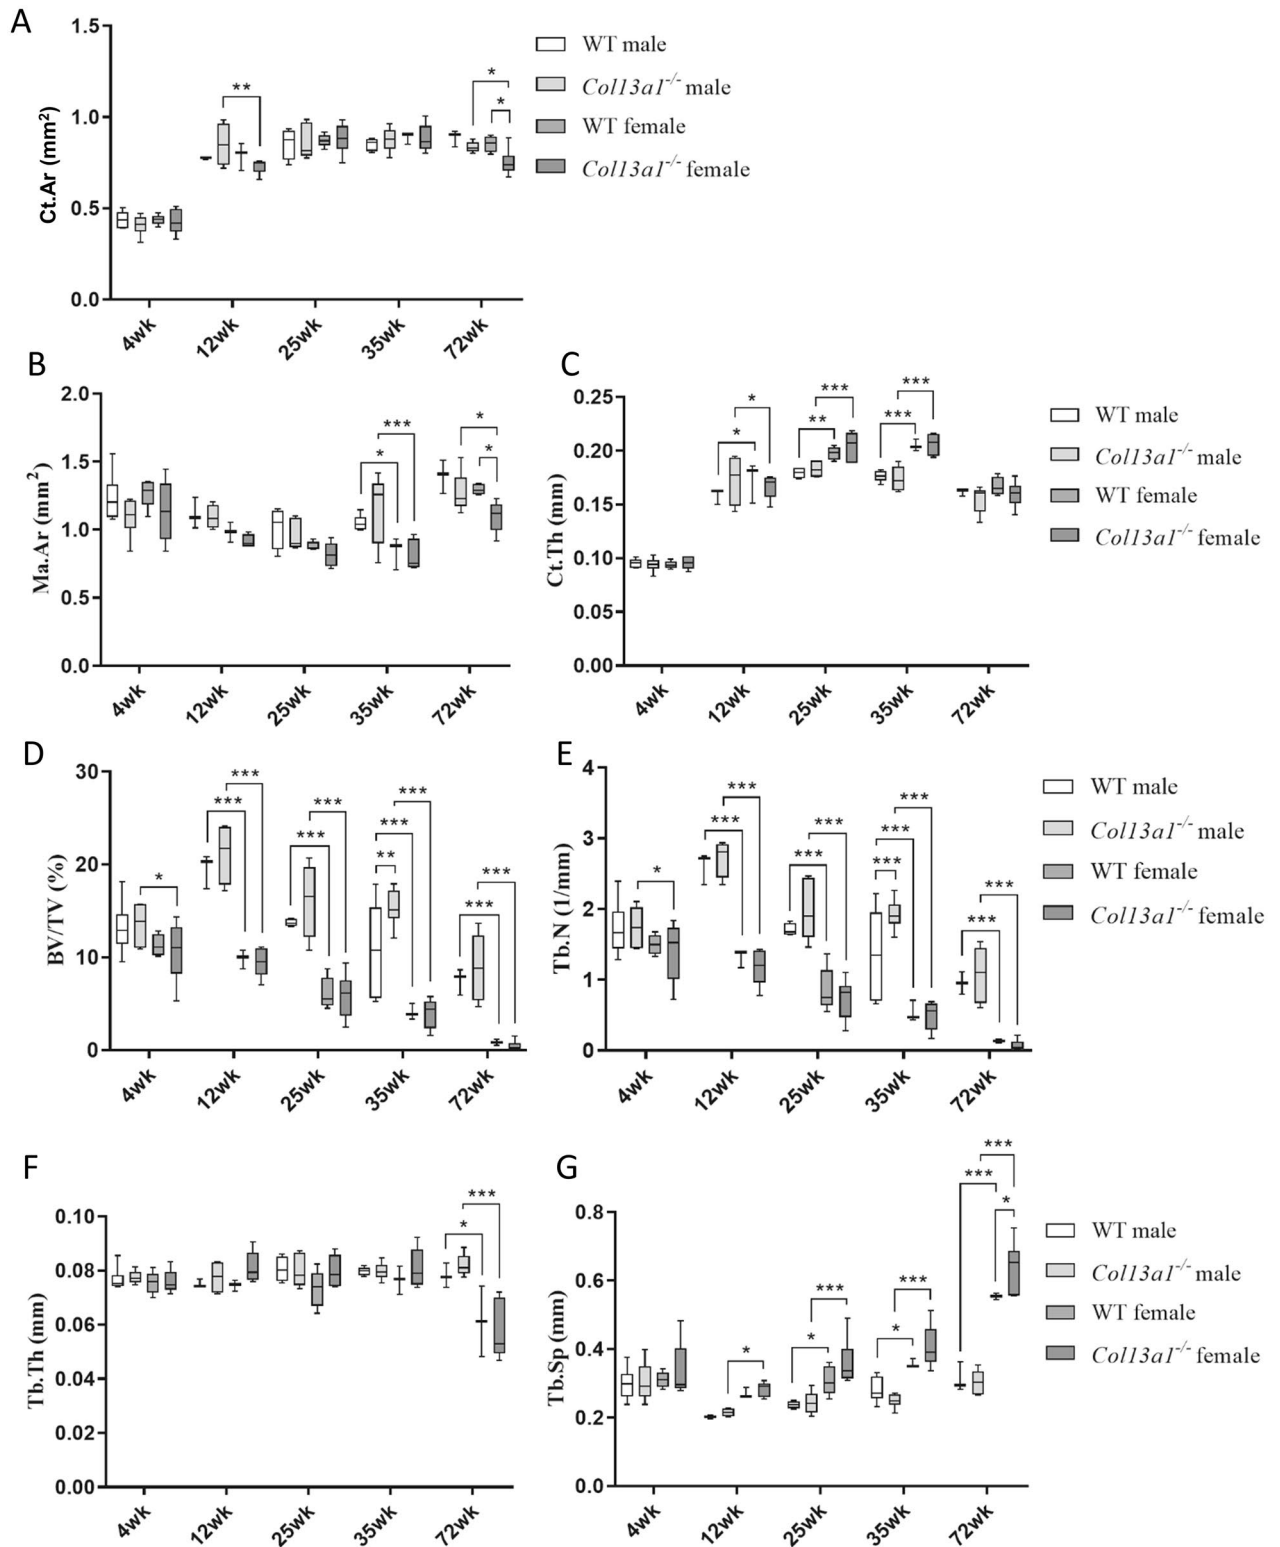 A
1.5
1.0
0.5
0.0
Ct.Ar (mm²)
**
*
*
4wk
12wk
25wk
35wk
72wk
WT male
Col13a1-/- male
WT female
Col13a1-/- female
B
2.0
1.5
1.0
0.5
0.0
Ma.Ar (mm²)
*
***
*
*
4wk
12wk
25wk
35wk
72wk
C
0.25
0.20
0.15
0.10
0.05
0.00
Ct.Th (mm)
*
*
**
***
***
***
4wk
12wk
25wk
35wk
72wk
WT male
Col13a1-/- male
WT female
Col13a1-/- female
D
30
20
10
0
BV/TV (%)
*
***
***
***
***
**
***
***
***
***
4wk
12wk
25wk
35wk
72wk
E
4
3
2
1
0
Tb.N (1/mm)
*
***
***
***
***
***
***
***
***
***
4wk
12wk
25wk
35wk
72wk
WT male
Col13a1-/- male
WT female
Col13a1-/- female
F
0.10
0.08
0.06
0.04
0.02
0.00
Tb.Th (mm)
*
***
4wk
12wk
25wk
35wk
72wk
G
0.8
0.6
0.4
0.2
0.0
Tb.Sp (mm)
*
*
***
*
***
***
***
*
4wk
12wk
25wk
35wk
72wk
WT male
Col13a1-/- male
WT female
Col13a1-/- female